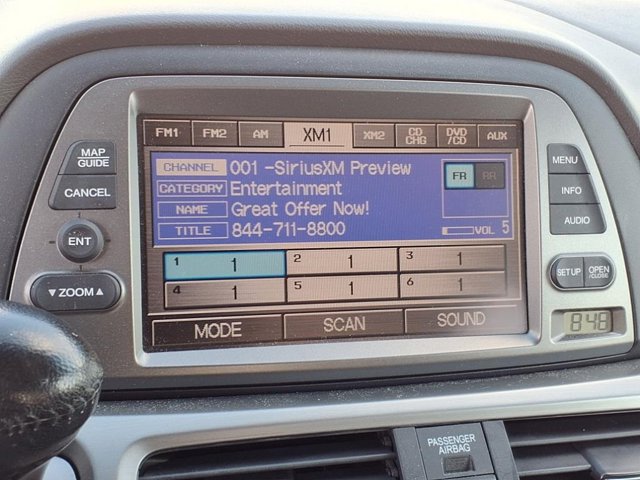 FM1 FM2 AM XM1 XM2 CD CHG DVD /CD AUX
MAP GUIDE
CANCEL
ENT
▼ ZOOM ▲
CHANNEL 001 -SiriusXM Preview
CATEGORY Entertainment
NAME Great Offer Now!
TITLE 844-711-8800
FR RR
VOL 5
1 1 2 1 3 1
4 1 5 1 6 1
MODE SCAN SOUND
MENU
INFO
AUDIO
SETUP OPEN /CLOSE
8:48
PASSENGER
AIRBAG